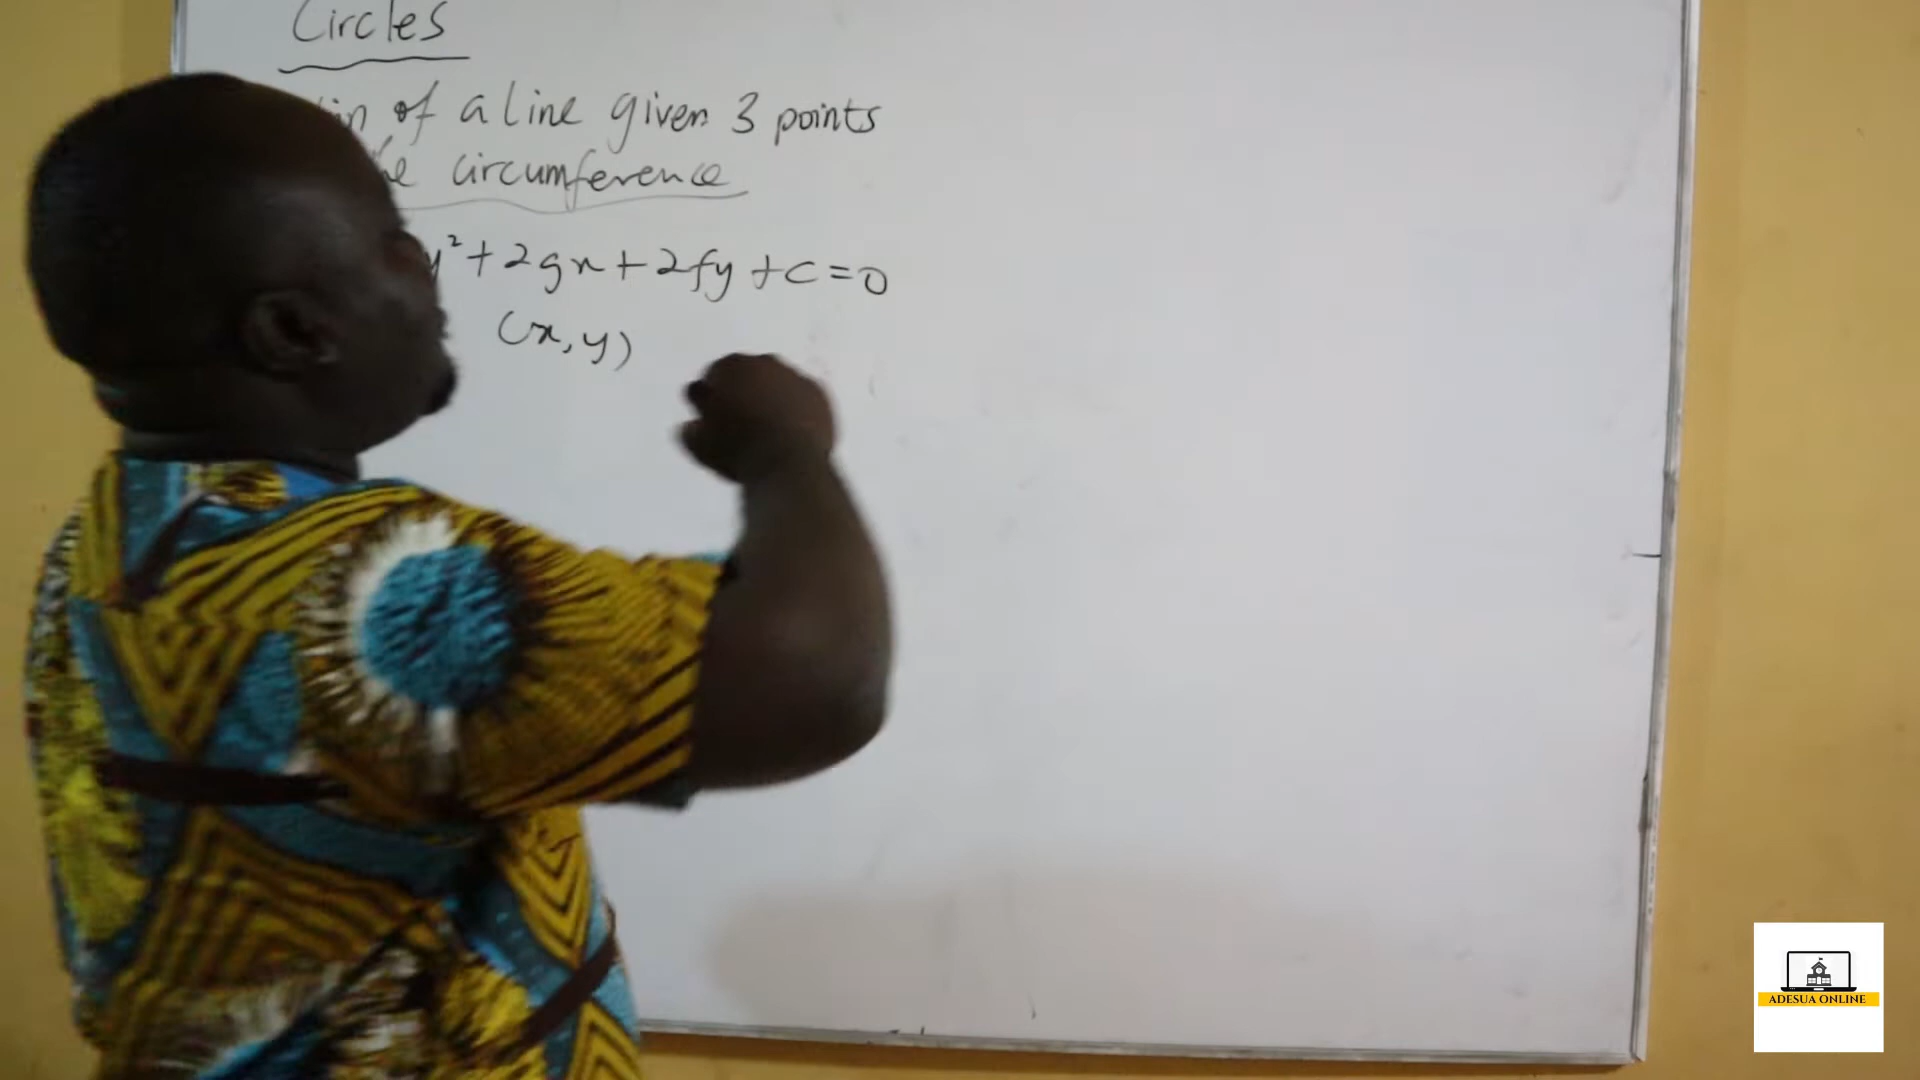 Circles
of a line given 3 points
circumference
y² + 2gx + 2fy + c = 0
(x, y)
ADESUA ONLINE